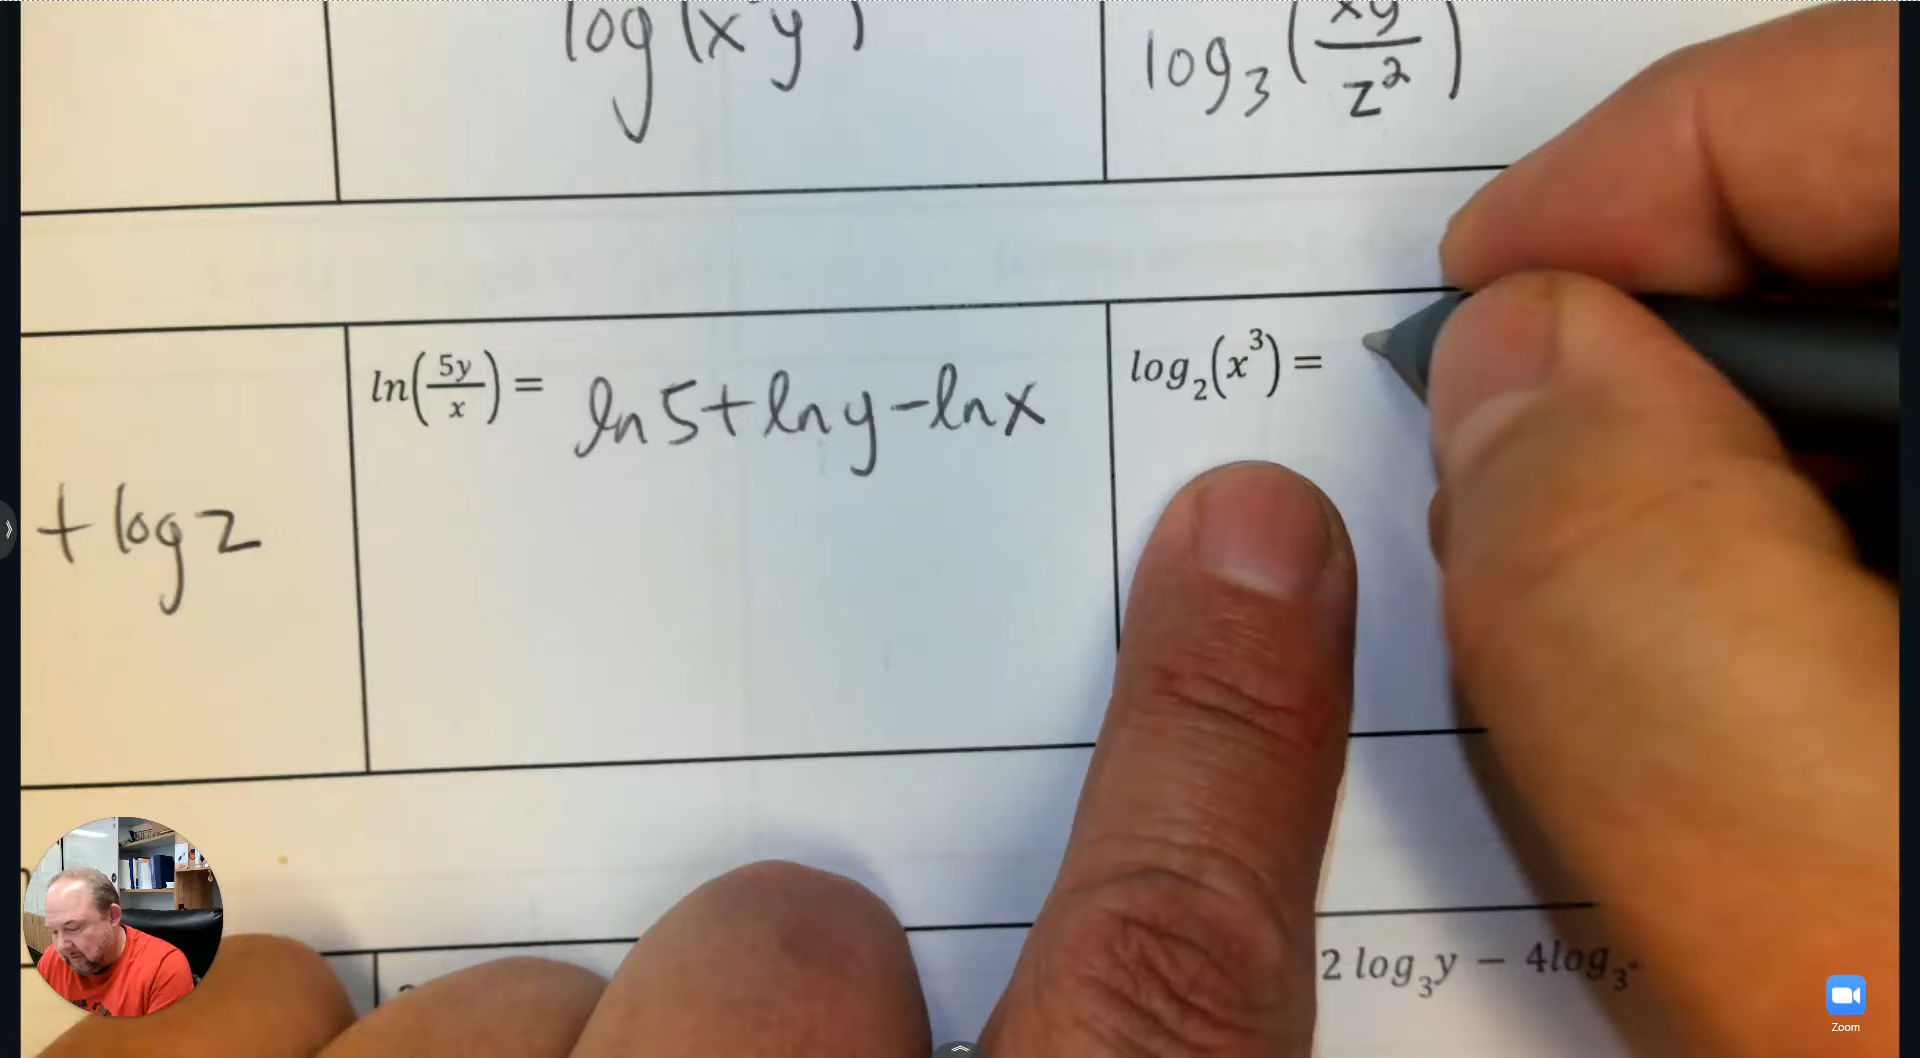 log(x y)
log₃(xy/z²)
ln(5y/x) = ln5+lny-lnx
log₂(x³) =
+ log z
2 log₃y − 4log₃
Zoom